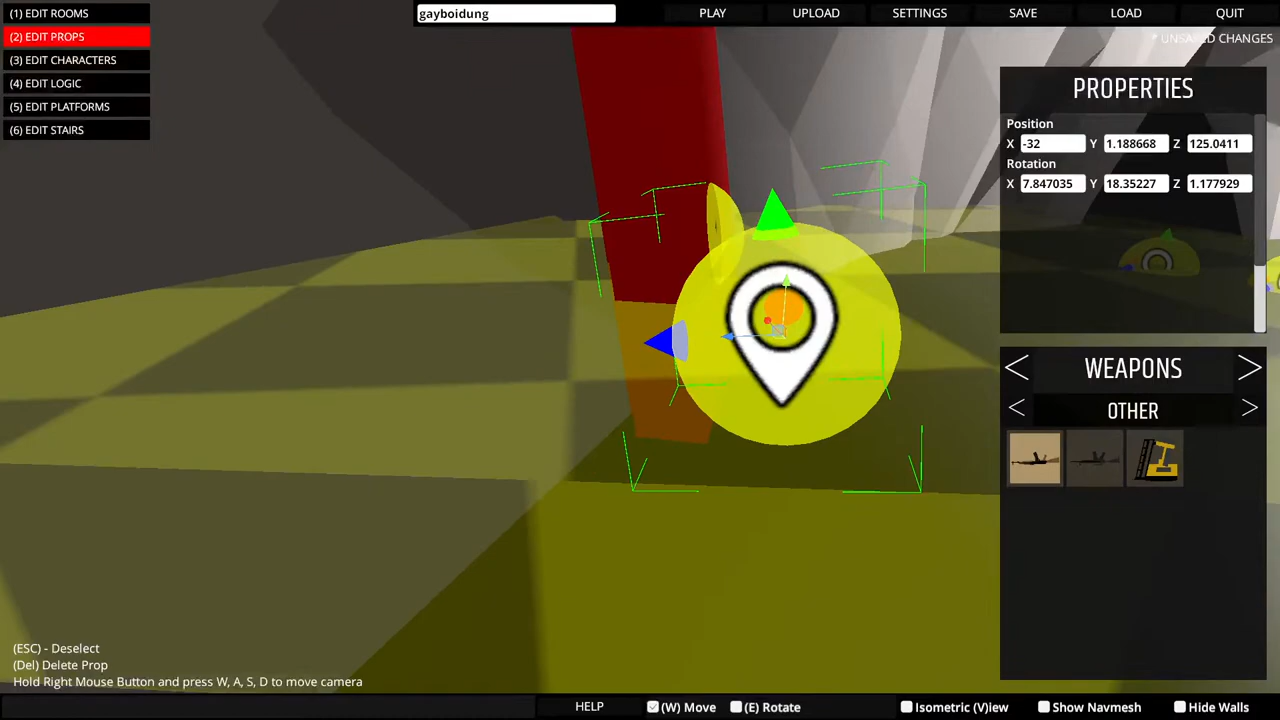 (1) EDIT ROOMS
(2) EDIT PROPS
(3) EDIT CHARACTERS
(4) EDIT LOGIC
(5) EDIT PLATFORMS
(6) EDIT STAIRS
gayboidung
PLAY UPLOAD SETTINGS SAVE LOAD QUIT
* UNSAVED CHANGES
PROPERTIES
Position
X -32 Y 1.188668 Z 125.0411
Rotation
X 7.847035 Y 18.35227 Z 1.177929
< WEAPONS >
< OTHER >
(ESC) - Deselect
(Del) Delete Prop
Hold Right Mouse Button and press W, A, S, D to move camera
HELP (W) Move (E) Rotate Isometric (V)iew Show Navmesh Hide Walls